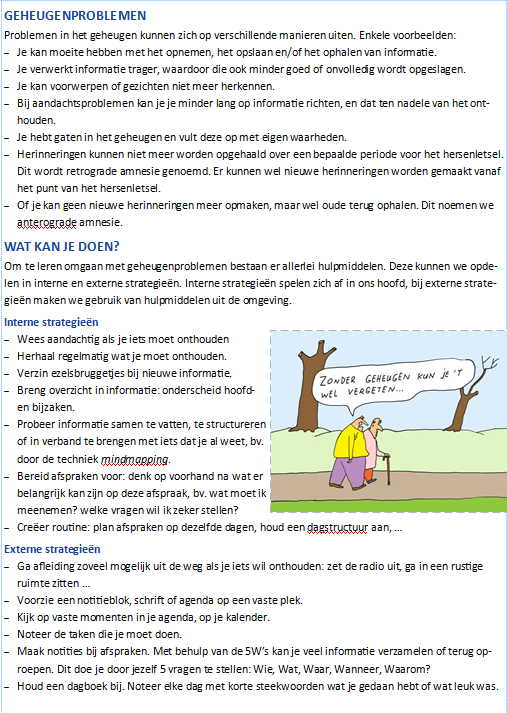 GEHEUGENPROBLEMEN
Problemen in het geheugen kunnen zich op verschillende manieren uiten. Enkele voorbeelden:
– Je kan moeite hebben met het opnemen, het opslaan en/of het ophalen van informatie.
– Je verwerkt informatie trager, waardoor die ook minder goed of onvolledig wordt opgeslagen.
– Je kan voorwerpen of gezichten niet meer herkennen.
– Bij aandachtsproblemen kan je je minder lang op informatie richten, en dat ten nadele van het ont-
houden.
– Je hebt gaten in het geheugen en vult deze op met eigen waarheden.
– Herinneringen kunnen niet meer worden opgehaald over een bepaalde periode voor het hersenletsel.
Dit wordt retrograde amnesie genoemd. Er kunnen wel nieuwe herinneringen worden gemaakt vanaf
het punt van het hersenletsel.
– Of je kan geen nieuwe herinneringen meer opmaken, maar wel oude terug ophalen. Dit noemen we
anterograde amnesie.
WAT KAN JE DOEN?
Om te leren omgaan met geheugenproblemen bestaan er allerlei hulpmiddelen. Deze kunnen we opde-
len in interne en externe strategieën. Interne strategieën spelen zich af in ons hoofd, bij externe strate-
gieën maken we gebruik van hulpmiddelen uit de omgeving.
Interne strategieën
– Wees aandachtig als je iets moet onthouden
– Herhaal regelmatig wat je moet onthouden.
– Verzin ezelsbruggetjes bij nieuwe informatie.
– Breng overzicht in informatie: onderscheid hoofd-
en bijzaken.
– Probeer informatie samen te vatten, te structureren
of in verband te brengen met iets dat je al weet, bv.
door de techniek mindmapping.
– Bereid afspraken voor: denk op voorhand na wat er
belangrijk kan zijn op deze afspraak, bv. wat moet ik
meenemen? welke vragen wil ik zeker stellen?
– Creëer routine: plan afspraken op dezelfde dagen, houd een dagstructuur aan, ...
ZONDER GEHEUGEN KUN JE 'T
WEL VERGETEN...
Externe strategieën
– Ga afleiding zoveel mogelijk uit de weg als je iets wil onthouden: zet de radio uit, ga in een rustige
ruimte zitten ...
– Voorzie een notitieblok, schrift of agenda op een vaste plek.
– Kijk op vaste momenten in je agenda, op je kalender.
– Noteer de taken die je moet doen.
– Maak notities bij afspraken. Met behulp van de 5W's kan je veel informatie verzamelen of terug op-
roepen. Dit doe je door jezelf 5 vragen te stellen: Wie, Wat, Waar, Wanneer, Waarom?
– Houd een dagboek bij. Noteer elke dag met korte steekwoorden wat je gedaan hebt of wat leuk was.